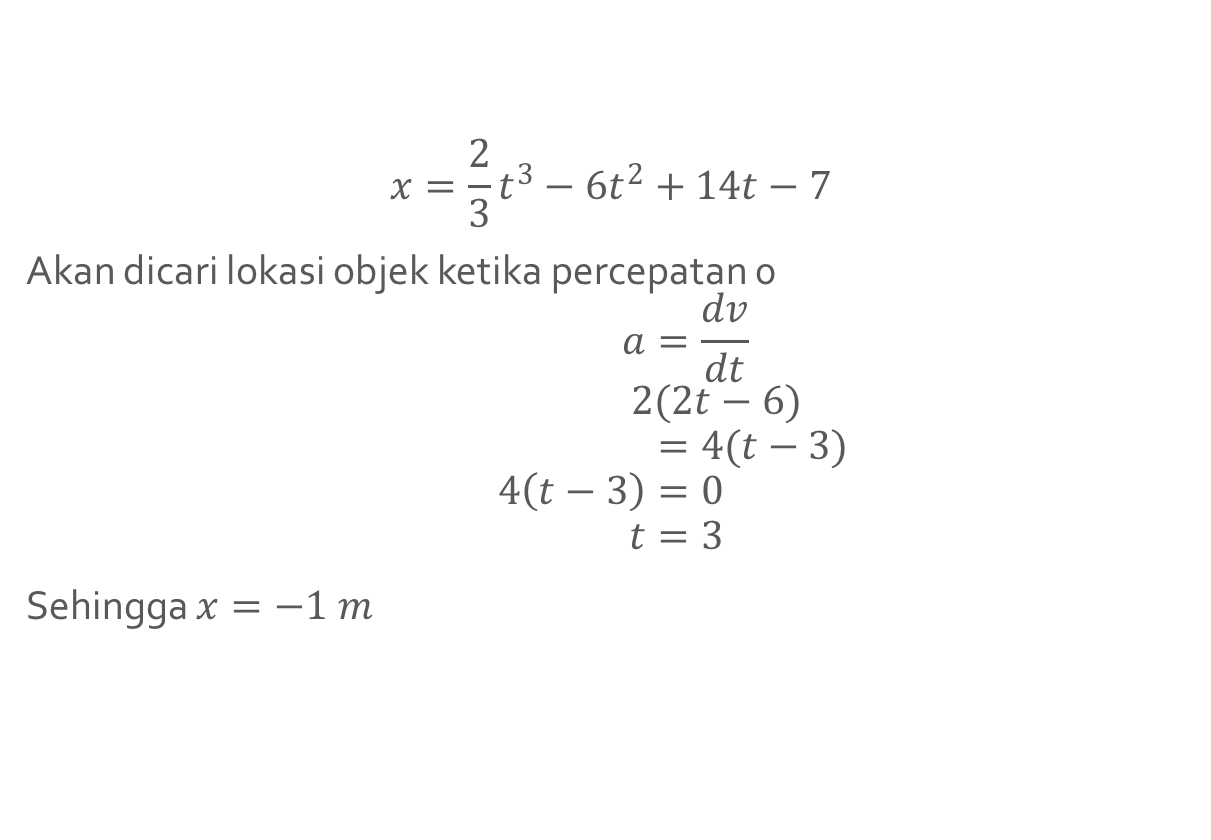 x = 2/3 t³ − 6t² + 14t − 7
Akan dicari lokasi objek ketika percepatan 0
a = dv/dt
2(2t − 6)
= 4(t − 3)
4(t − 3) = 0
t = 3
Sehingga x = −1 m